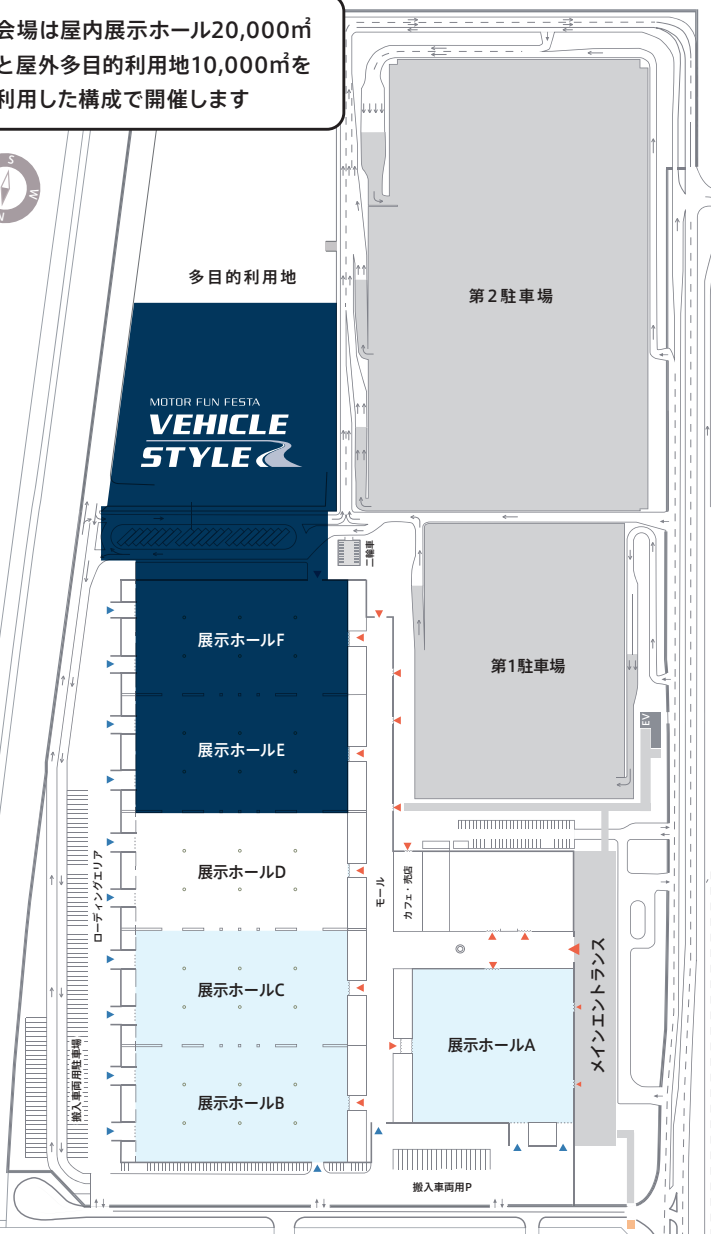 会場は屋内展示ホール20,000㎡
と屋外多目的利用地10,000㎡を
利用した構成で開催します
S
W
N
多目的利用地
第2駐車場
MOTOR FUN FESTA
VEHICLE
STYLE
二輪車
展示ホールF
第1駐車場
EV
展示ホールE
展示ホールD
ローディングエリア
モール
カフェ・売店
メインエントランス
展示ホールC
展示ホールA
搬入車両用駐車場
展示ホールB
搬入車両用P